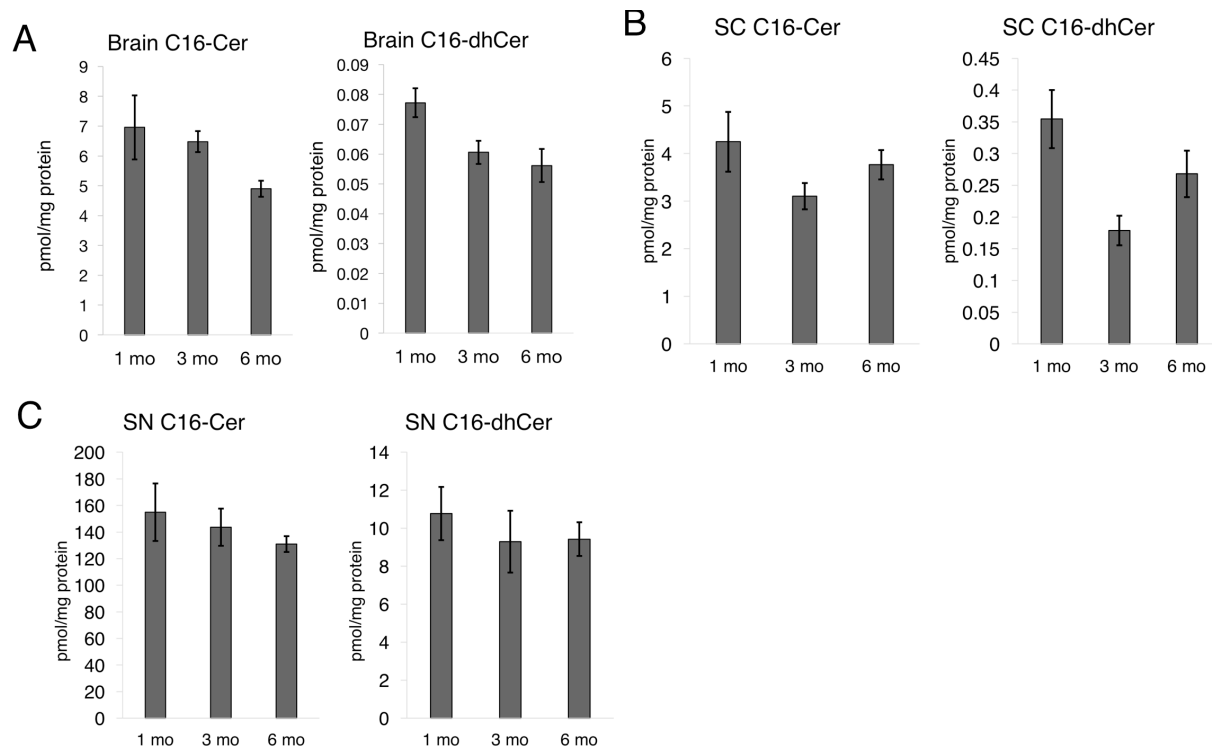 A
Brain C16-Cer
pmol/mg protein
9
8
7
6
5
4
3
2
1
0
1 mo 3 mo 6 mo
Brain C16-dhCer
pmol/mg protein
0.09
0.08
0.07
0.06
0.05
0.04
0.03
0.02
0.01
0
1 mo 3 mo 6 mo
B
SC C16-Cer
pmol/mg protein
6
5
4
3
2
1
0
1 mo 3 mo 6 mo
SC C16-dhCer
pmol/mg protein
0.45
0.4
0.35
0.3
0.25
0.2
0.15
0.1
0.05
0
1 mo 3 mo 6 mo
C
SN C16-Cer
pmol/mg protein
200
180
160
140
120
100
80
60
40
20
0
1 mo 3 mo 6 mo
SN C16-dhCer
pmol/mg protein
14
12
10
8
6
4
2
0
1 mo 3 mo 6 mo